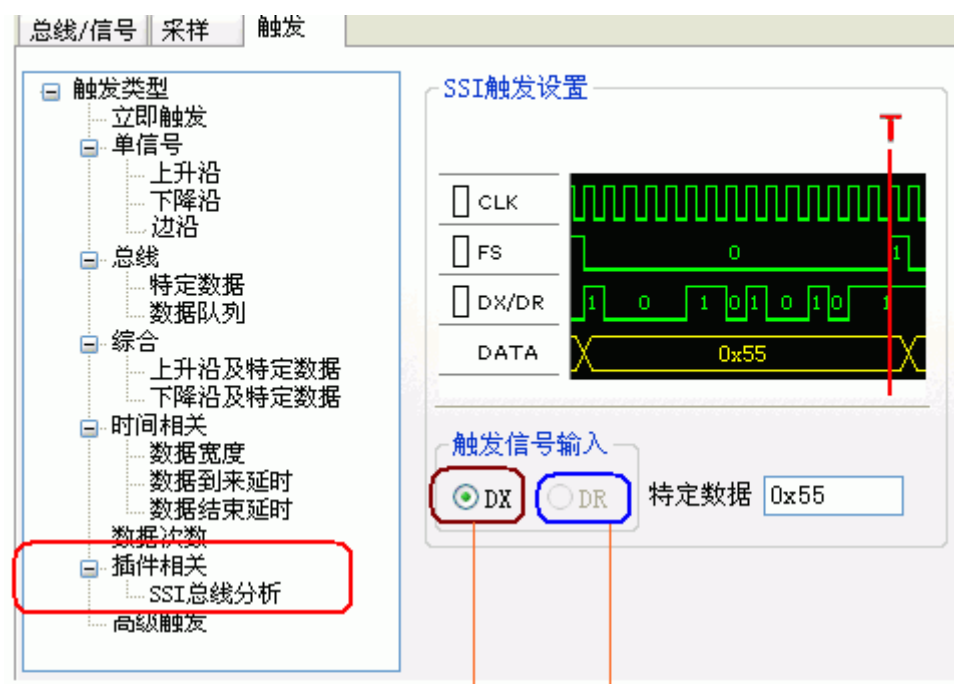 总线/信号 采样 触发
触发类型
立即触发
单信号
上升沿
下降沿
边沿
总线
特定数据
数据队列
综合
上升沿及特定数据
下降沿及特定数据
时间相关
数据宽度
数据到来延时
数据结束延时
数据次数
插件相关
SSI总线分析
高级触发
SSI触发设置
T
CLK
FS 0 1
DX/DR 1 0 1 0 1 0 1 0 1
DATA 0x55
触发信号输入
DX DR 特定数据 0x55